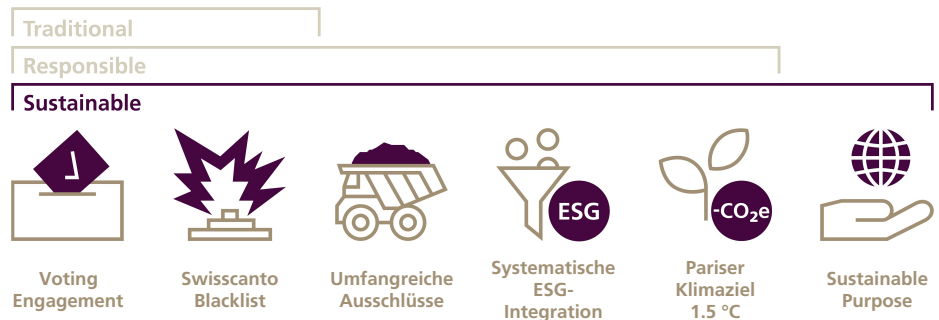 Traditional
Responsible
Sustainable
ESG
-CO₂e
Voting
Engagement
Swisscanto
Blacklist
Umfangreiche
Ausschlüsse
Systematische
ESG-
Integration
Pariser
Klimaziel
1.5 °C
Sustainable
Purpose